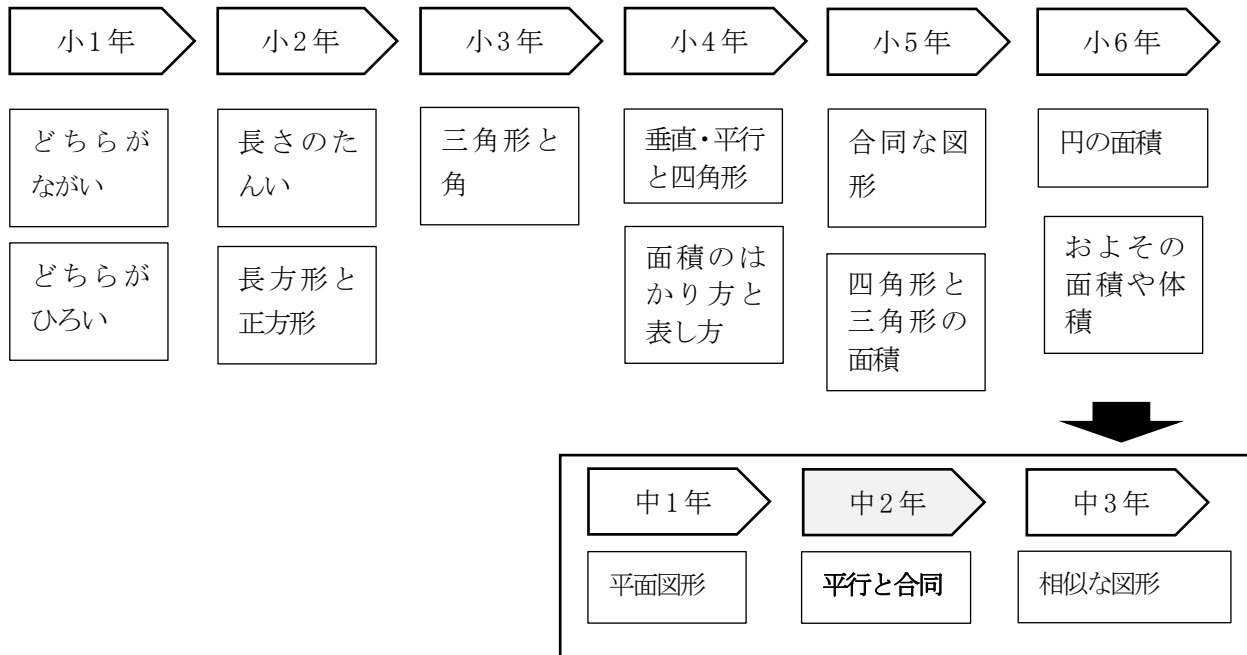 小1年
小2年
小3年
小4年
小5年
小6年
どちらが
ながい
長さのた
んい
三角形と
角
垂直・平行
と四角形
合同な図
形
円の面積
どちらが
ひろい
長方形と
正方形
面積のは
かり方と
表し方
四角形と
三角形の
面積
およその
面積や体
積
中1年
中2年
中3年
平面図形
平行と合同
相似な図形